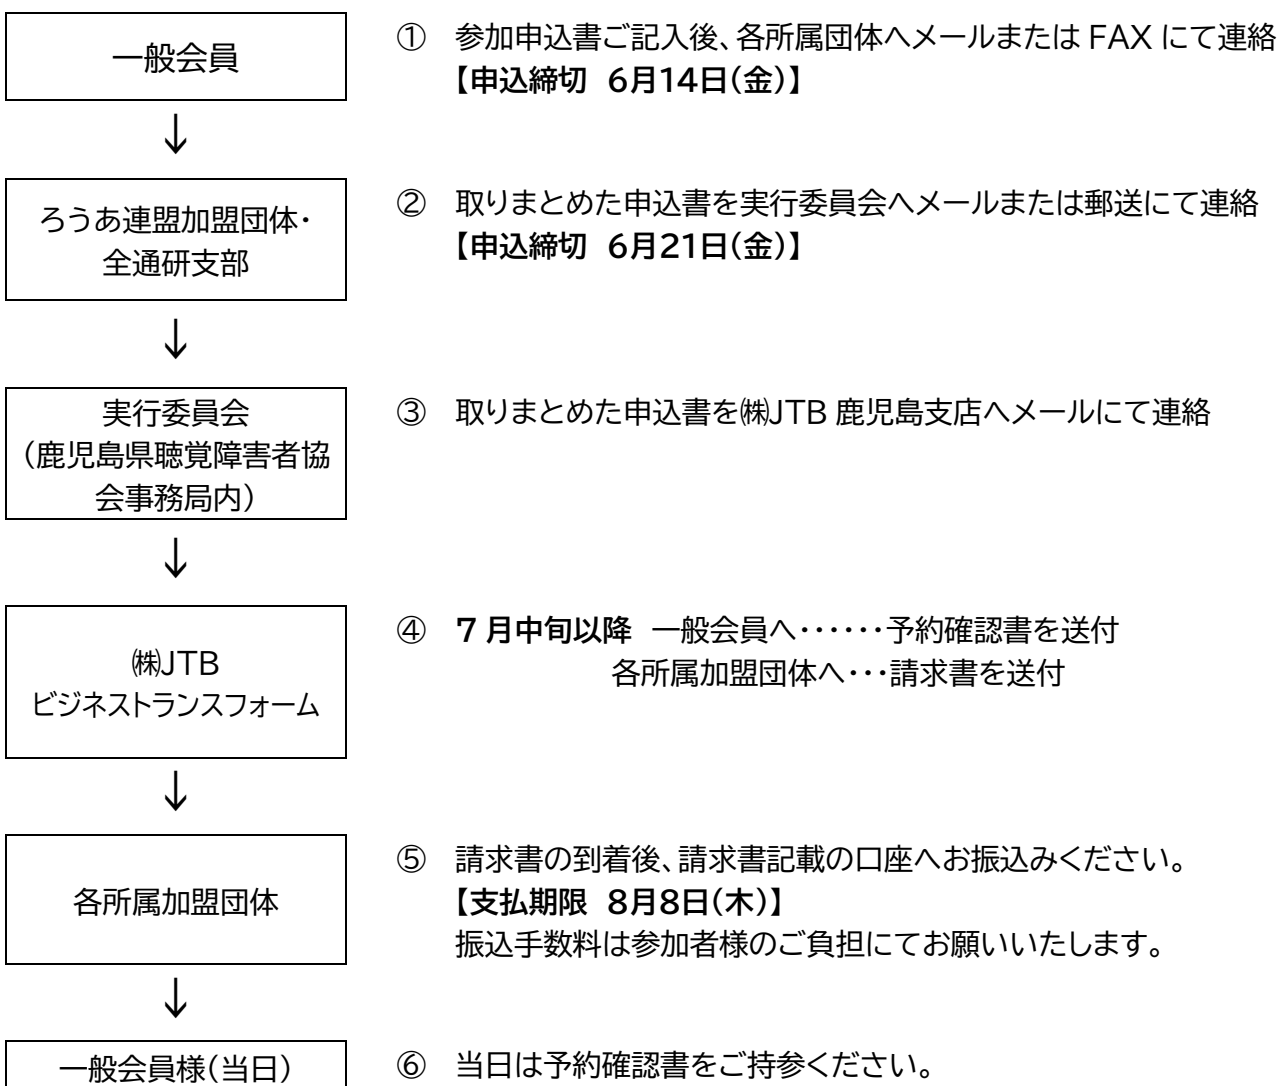 一般会員
① 参加申込書ご記入後、各所属団体へメールまたは FAX にて連絡
【申込締切 6月14日(金)】
↓
ろうあ連盟加盟団体・
全通研支部
② 取りまとめた申込書を実行委員会へメールまたは郵送にて連絡
【申込締切 6月21日(金)】
↓
実行委員会
(鹿児島県聴覚障害者協
会事務局内)
③ 取りまとめた申込書を㈱JTB 鹿児島支店へメールにて連絡
↓
㈱JTB
ビジネストランスフォーム
④ 7 月中旬以降 一般会員へ・・・・・・予約確認書を送付
各所属加盟団体へ・・・請求書を送付
↓
各所属加盟団体
⑤ 請求書の到着後、請求書記載の口座へお振込みください。
【支払期限 8月8日(木)】
振込手数料は参加者様のご負担にてお願いいたします。
↓
一般会員様(当日)
⑥ 当日は予約確認書をご持参ください。